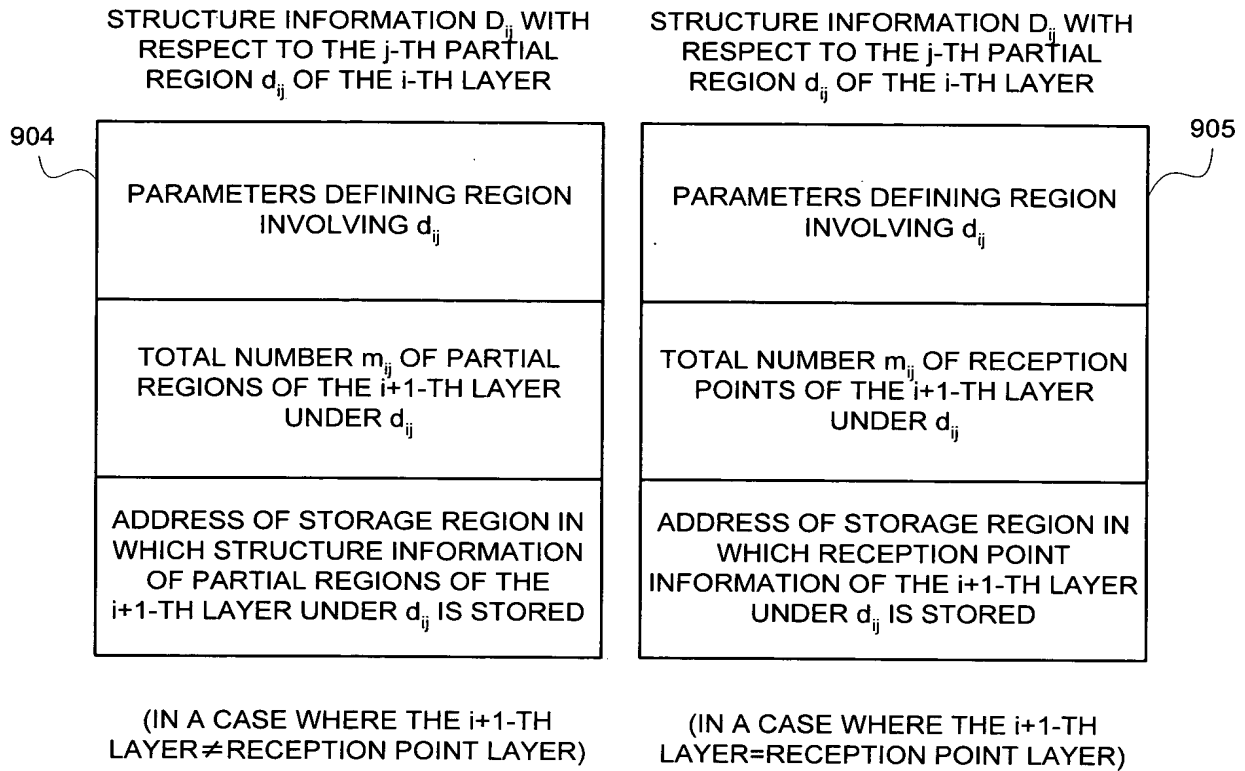 STRUCTURE INFORMATION Dij WITH
RESPECT TO THE j-TH PARTIAL
REGION dij OF THE i-TH LAYER
904
PARAMETERS DEFINING REGION
INVOLVING dij
TOTAL NUMBER mij OF PARTIAL
REGIONS OF THE i+1-TH LAYER
UNDER dij
ADDRESS OF STORAGE REGION IN
WHICH STRUCTURE INFORMATION
OF PARTIAL REGIONS OF THE
i+1-TH LAYER UNDER dij IS STORED
(IN A CASE WHERE THE i+1-TH
LAYER≠RECEPTION POINT LAYER)
STRUCTURE INFORMATION Dij WITH
RESPECT TO THE j-TH PARTIAL
REGION dij OF THE i-TH LAYER
905
PARAMETERS DEFINING REGION
INVOLVING dij
TOTAL NUMBER mij OF RECEPTION
POINTS OF THE i+1-TH LAYER
UNDER dij
ADDRESS OF STORAGE REGION IN
WHICH RECEPTION POINT
INFORMATION OF THE i+1-TH LAYER
UNDER dij IS STORED
(IN A CASE WHERE THE i+1-TH
LAYER=RECEPTION POINT LAYER)